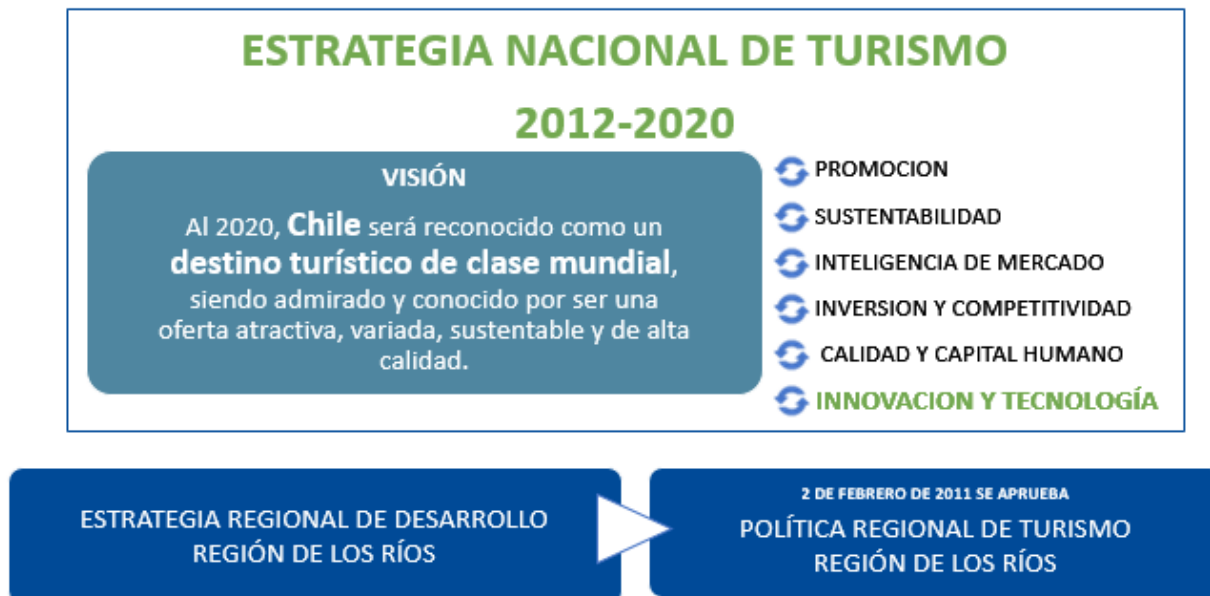 ESTRATEGIA NACIONAL DE TURISMO
2012-2020
VISIÓN
Al 2020, Chile será reconocido como un
destino turístico de clase mundial,
siendo admirado y conocido por ser una
oferta atractiva, variada, sustentable y de alta
calidad.
PROMOCION
SUSTENTABILIDAD
INTELIGENCIA DE MERCADO
INVERSION Y COMPETITIVIDAD
CALIDAD Y CAPITAL HUMANO
INNOVACION Y TECNOLOGÍA
ESTRATEGIA REGIONAL DE DESARROLLO
REGIÓN DE LOS RÍOS
2 DE FEBRERO DE 2011 SE APRUEBA
POLÍTICA REGIONAL DE TURISMO
REGIÓN DE LOS RÍOS